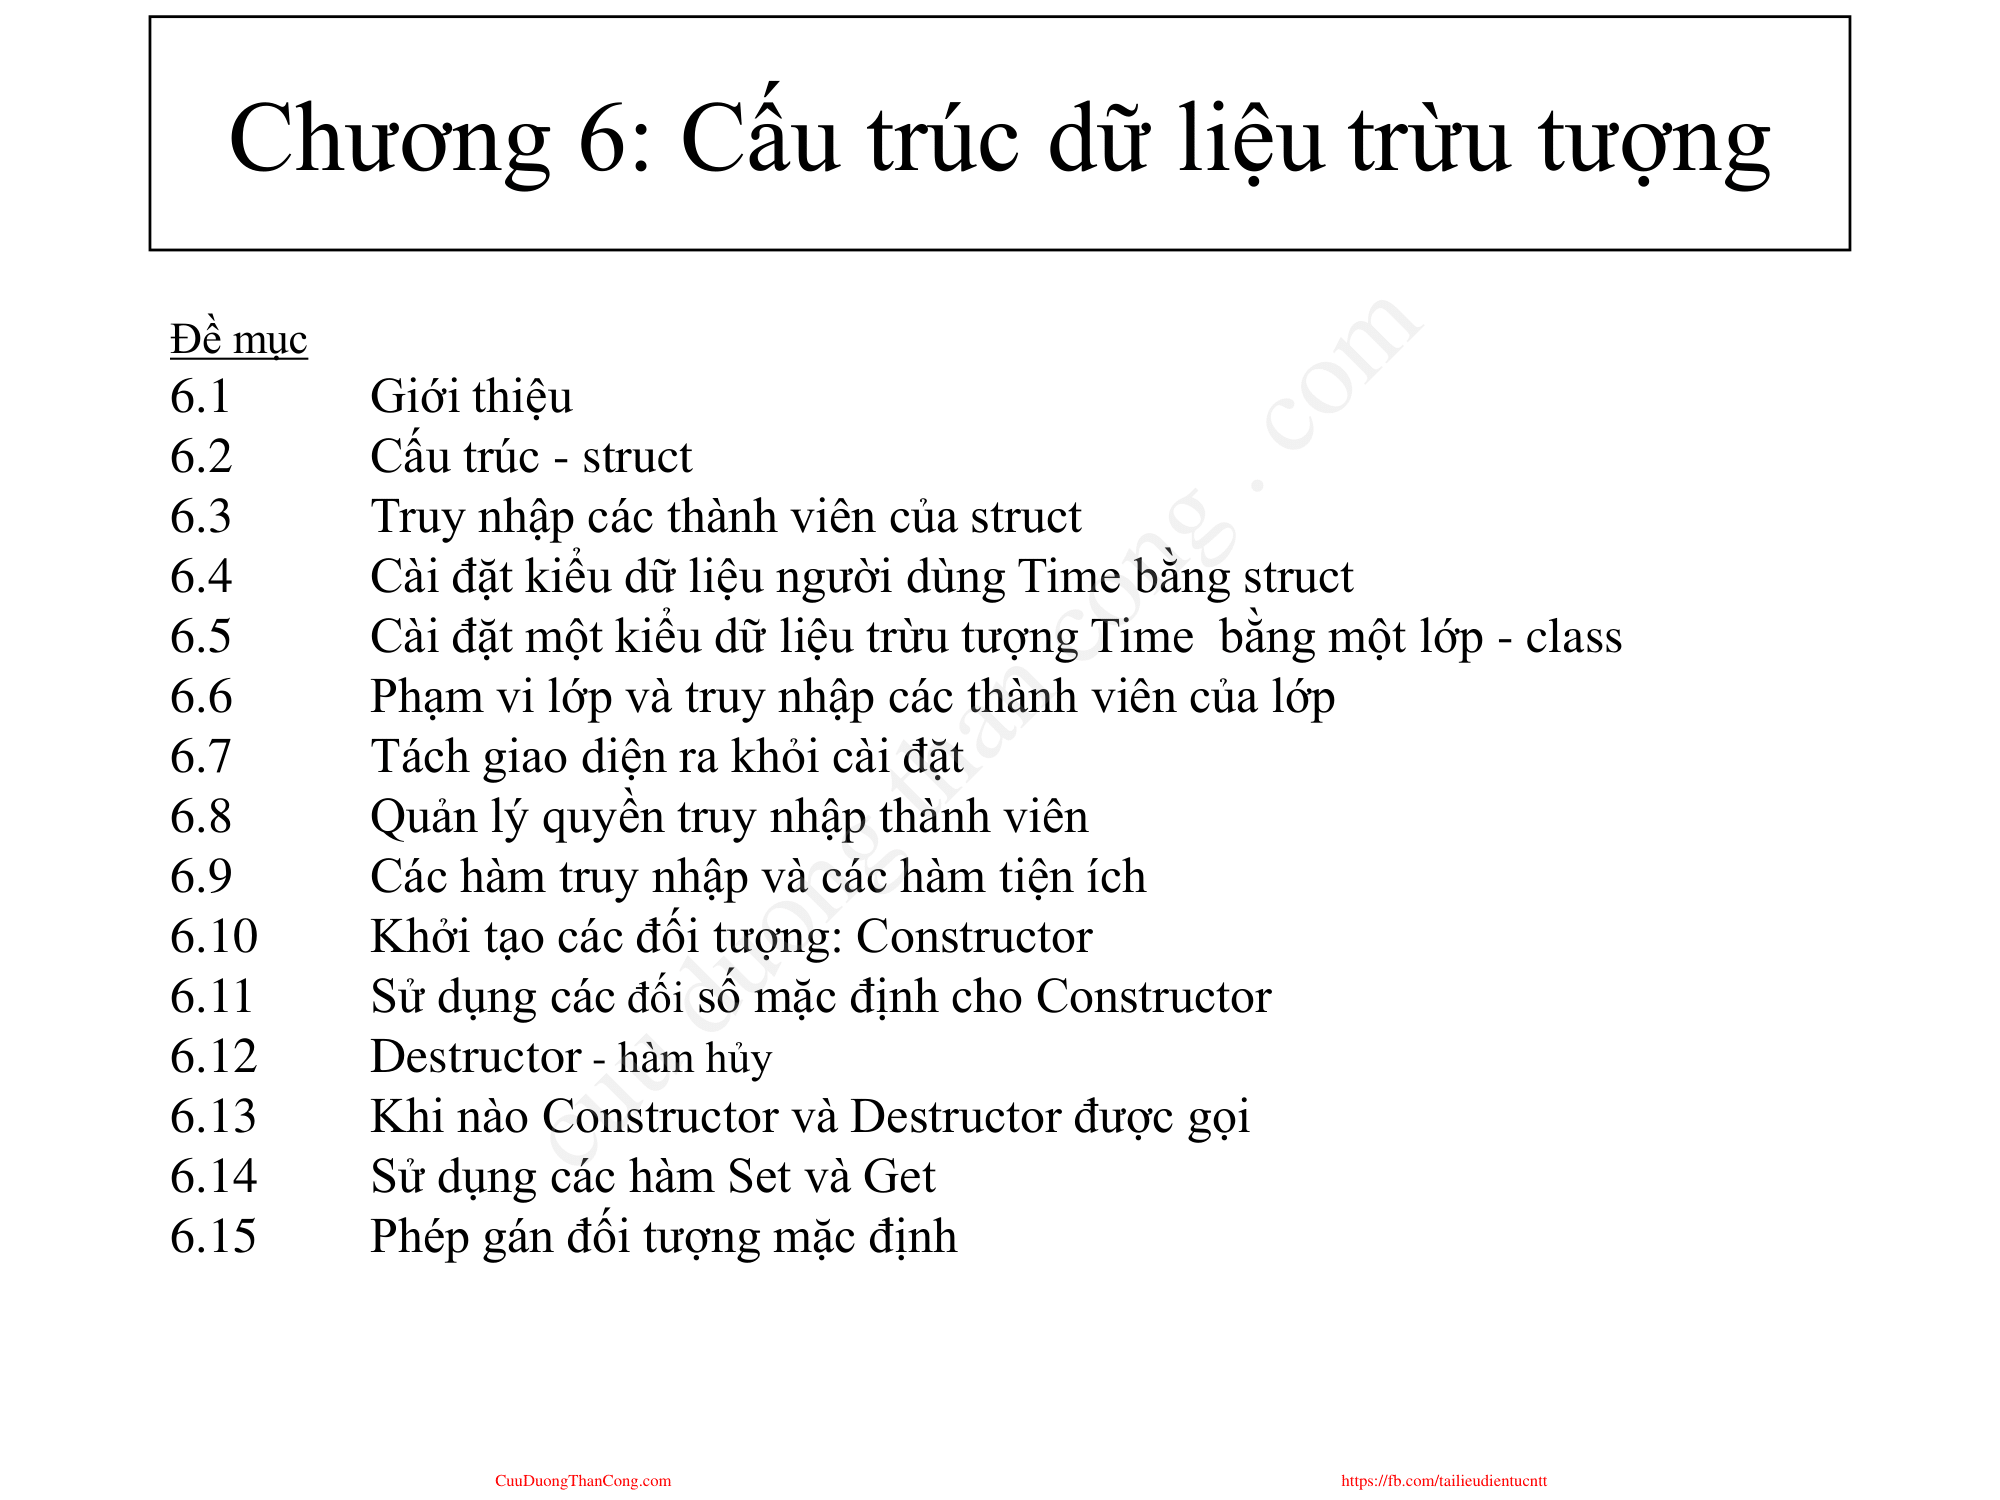 Chương 6: Cấu trúc dữ liệu trừu tượng
Đề mục
6.1 Giới thiệu
6.2 Cấu trúc - struct
6.3 Truy nhập các thành viên của struct
6.4 Cài đặt kiểu dữ liệu người dùng Time bằng struct
6.5 Cài đặt một kiểu dữ liệu trừu tượng Time  bằng một lớp - class
6.6 Phạm vi lớp và truy nhập các thành viên của lớp
6.7 Tách giao diện ra khỏi cài đặt
6.8 Quản lý quyền truy nhập thành viên
6.9 Các hàm truy nhập và các hàm tiện ích
6.10 Khởi tạo các đối tượng: Constructor
6.11 Sử dụng các đối số mặc định cho Constructor
6.12 Destructor - hàm hủy
6.13 Khi nào Constructor và Destructor được gọi
6.14 Sử dụng các hàm Set và Get
6.15 Phép gán đối tượng mặc định
cuu duong than cong . com
CuuDuongThanCong.com
https://fb.com/tailieudientucntt